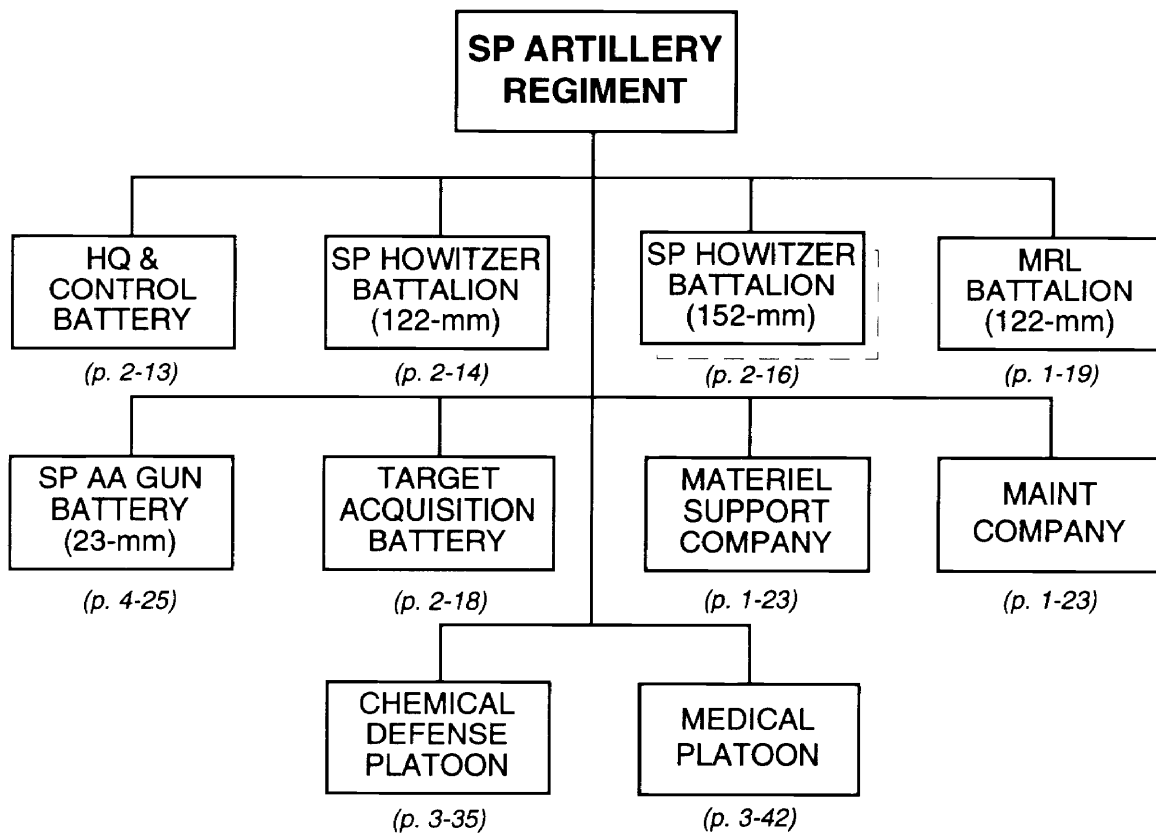 SP ARTILLERY
REGIMENT
HQ &
CONTROL
BATTERY
(p. 2-13)
SP HOWITZER
BATTALION
(122-mm)
(p. 2-14)
SP HOWITZER
BATTALION
(152-mm)
(p. 2-16)
MRL
BATTALION
(122-mm)
(p. 1-19)
SP AA GUN
BATTERY
(23-mm)
(p. 4-25)
TARGET
ACQUISITION
BATTERY
(p. 2-18)
MATERIEL
SUPPORT
COMPANY
(p. 1-23)
MAINT
COMPANY
(p. 1-23)
CHEMICAL
DEFENSE
PLATOON
(p. 3-35)
MEDICAL
PLATOON
(p. 3-42)